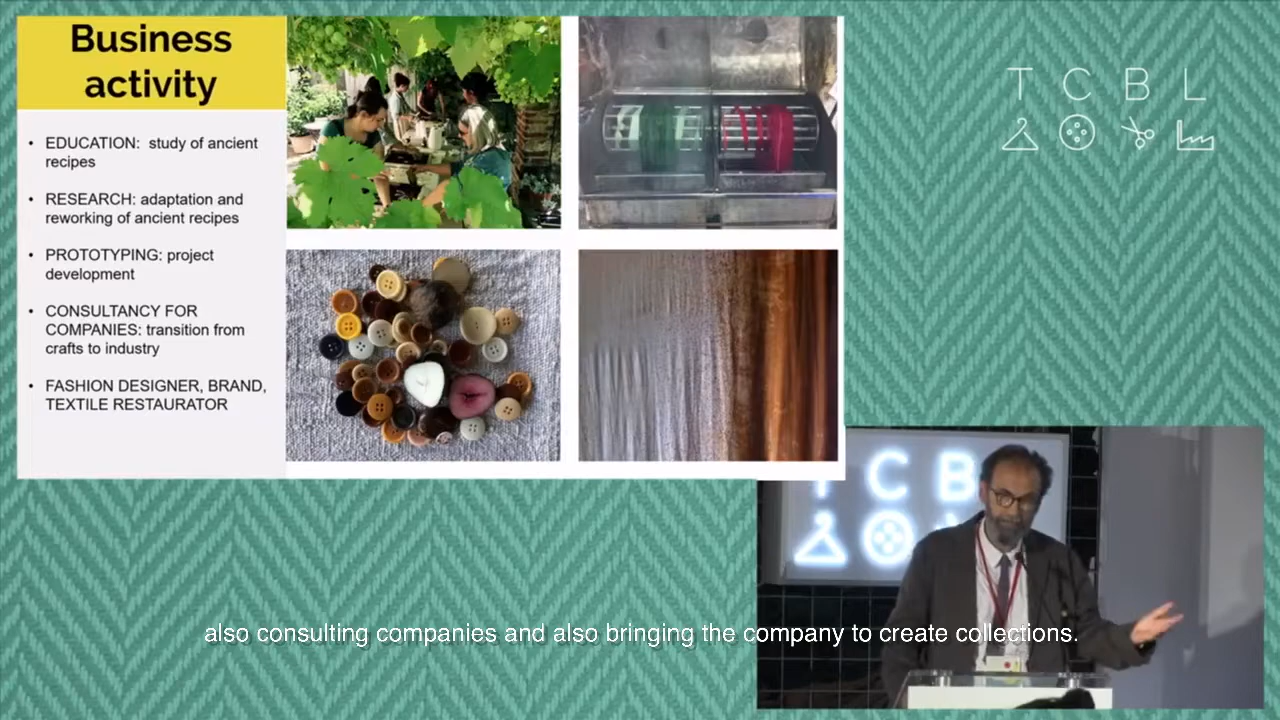 Business
activity
• EDUCATION: study of ancient
recipes
• RESEARCH: adaptation and
reworking of ancient recipes
• PROTOTYPING: project
development
• CONSULTANCY FOR
COMPANIES: transition from
crafts to industry
• FASHION DESIGNER, BRAND,
TEXTILE RESTAURATOR
T C B L
T C B
also consulting companies and also bringing the company to create collections.